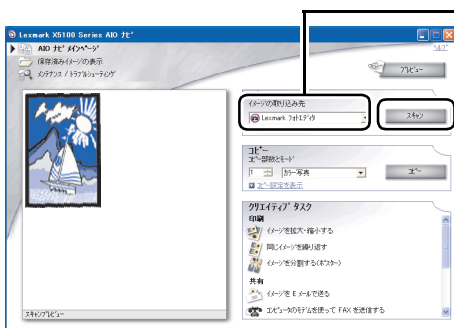 Lexmark X5100 Series AIO ナビ
AIO ナビ メインページ
保存済みイメージの表示
メンテナンス / トラブルシューティング
ヘルプ
プレビュー
イメージの取り込み先
Lexmark フォトエディタ
スキャン
コピー
コピー部数とモード
1
カラー写真
コピー
コピー設定を表示
クリエイティブ タスク
印刷
イメージを拡大・縮小する
同じイメージを繰り返す
イメージを分割する(ポスター)
共有
イメージを E メールで送る
コンピュータのモデムを使って FAX を送信する
スキャンプレビュー